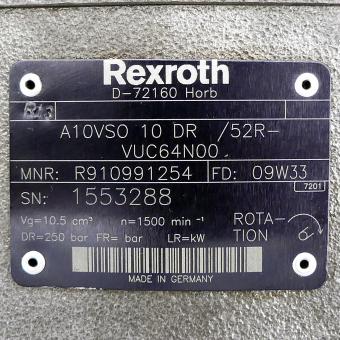 Rexroth
D-72160 Horb
A10VSO 10 DR /52R-
VUC64N00
MNR: R910991254 FD: 09W33
7201
SN: 1553288
Vg=10.5 cm³ n=1500 min⁻¹ ROTA-
DR=250 bar FR= bar LR=kW TION
MADE IN GERMANY